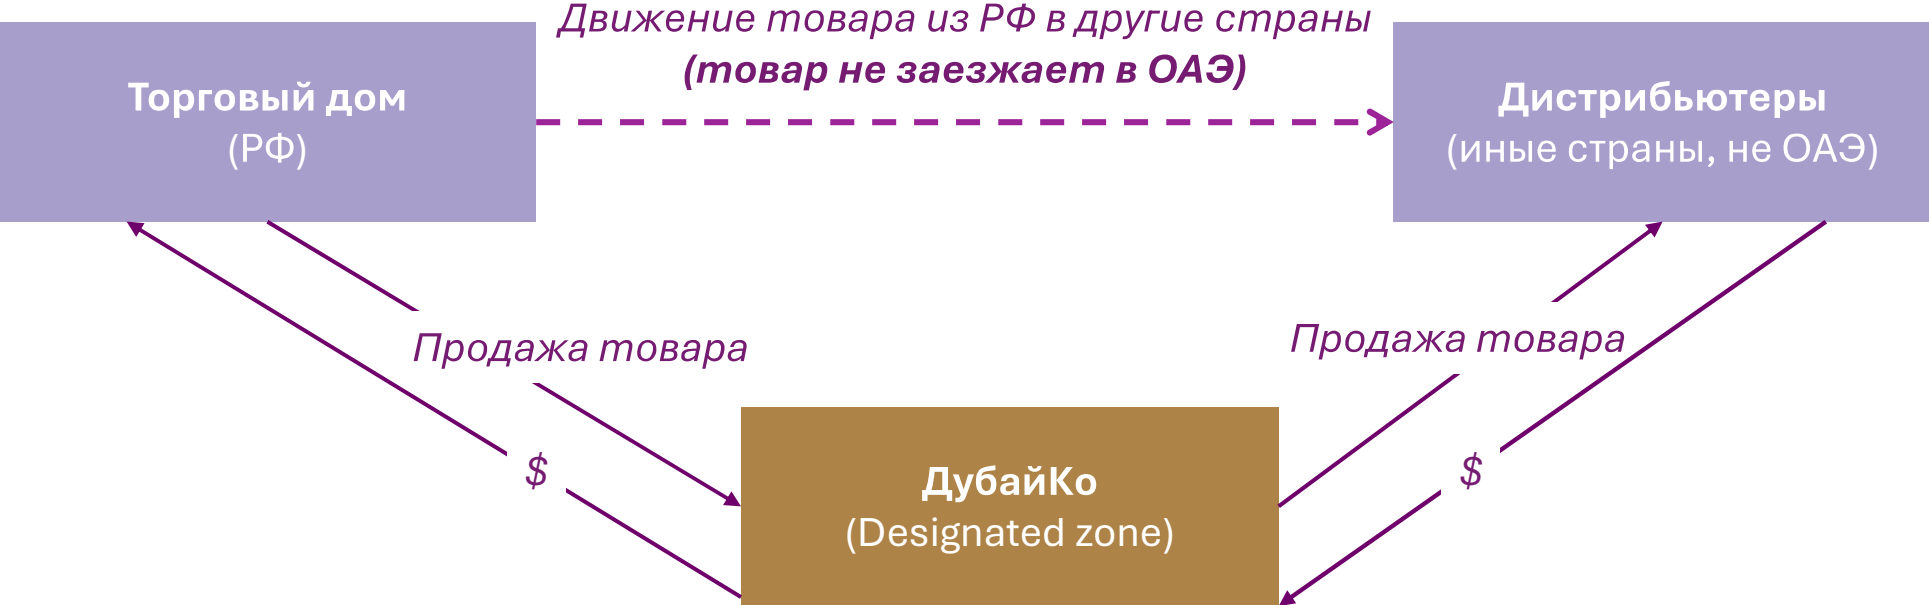 Движение товара из РФ в другие страны
(товар не заезжает в ОАЭ)
Торговый дом
(РФ)
Дистрибьютеры
(иные страны, не ОАЭ)
Продажа товара
Продажа товара
$
$
ДубайКо
(Designated zone)